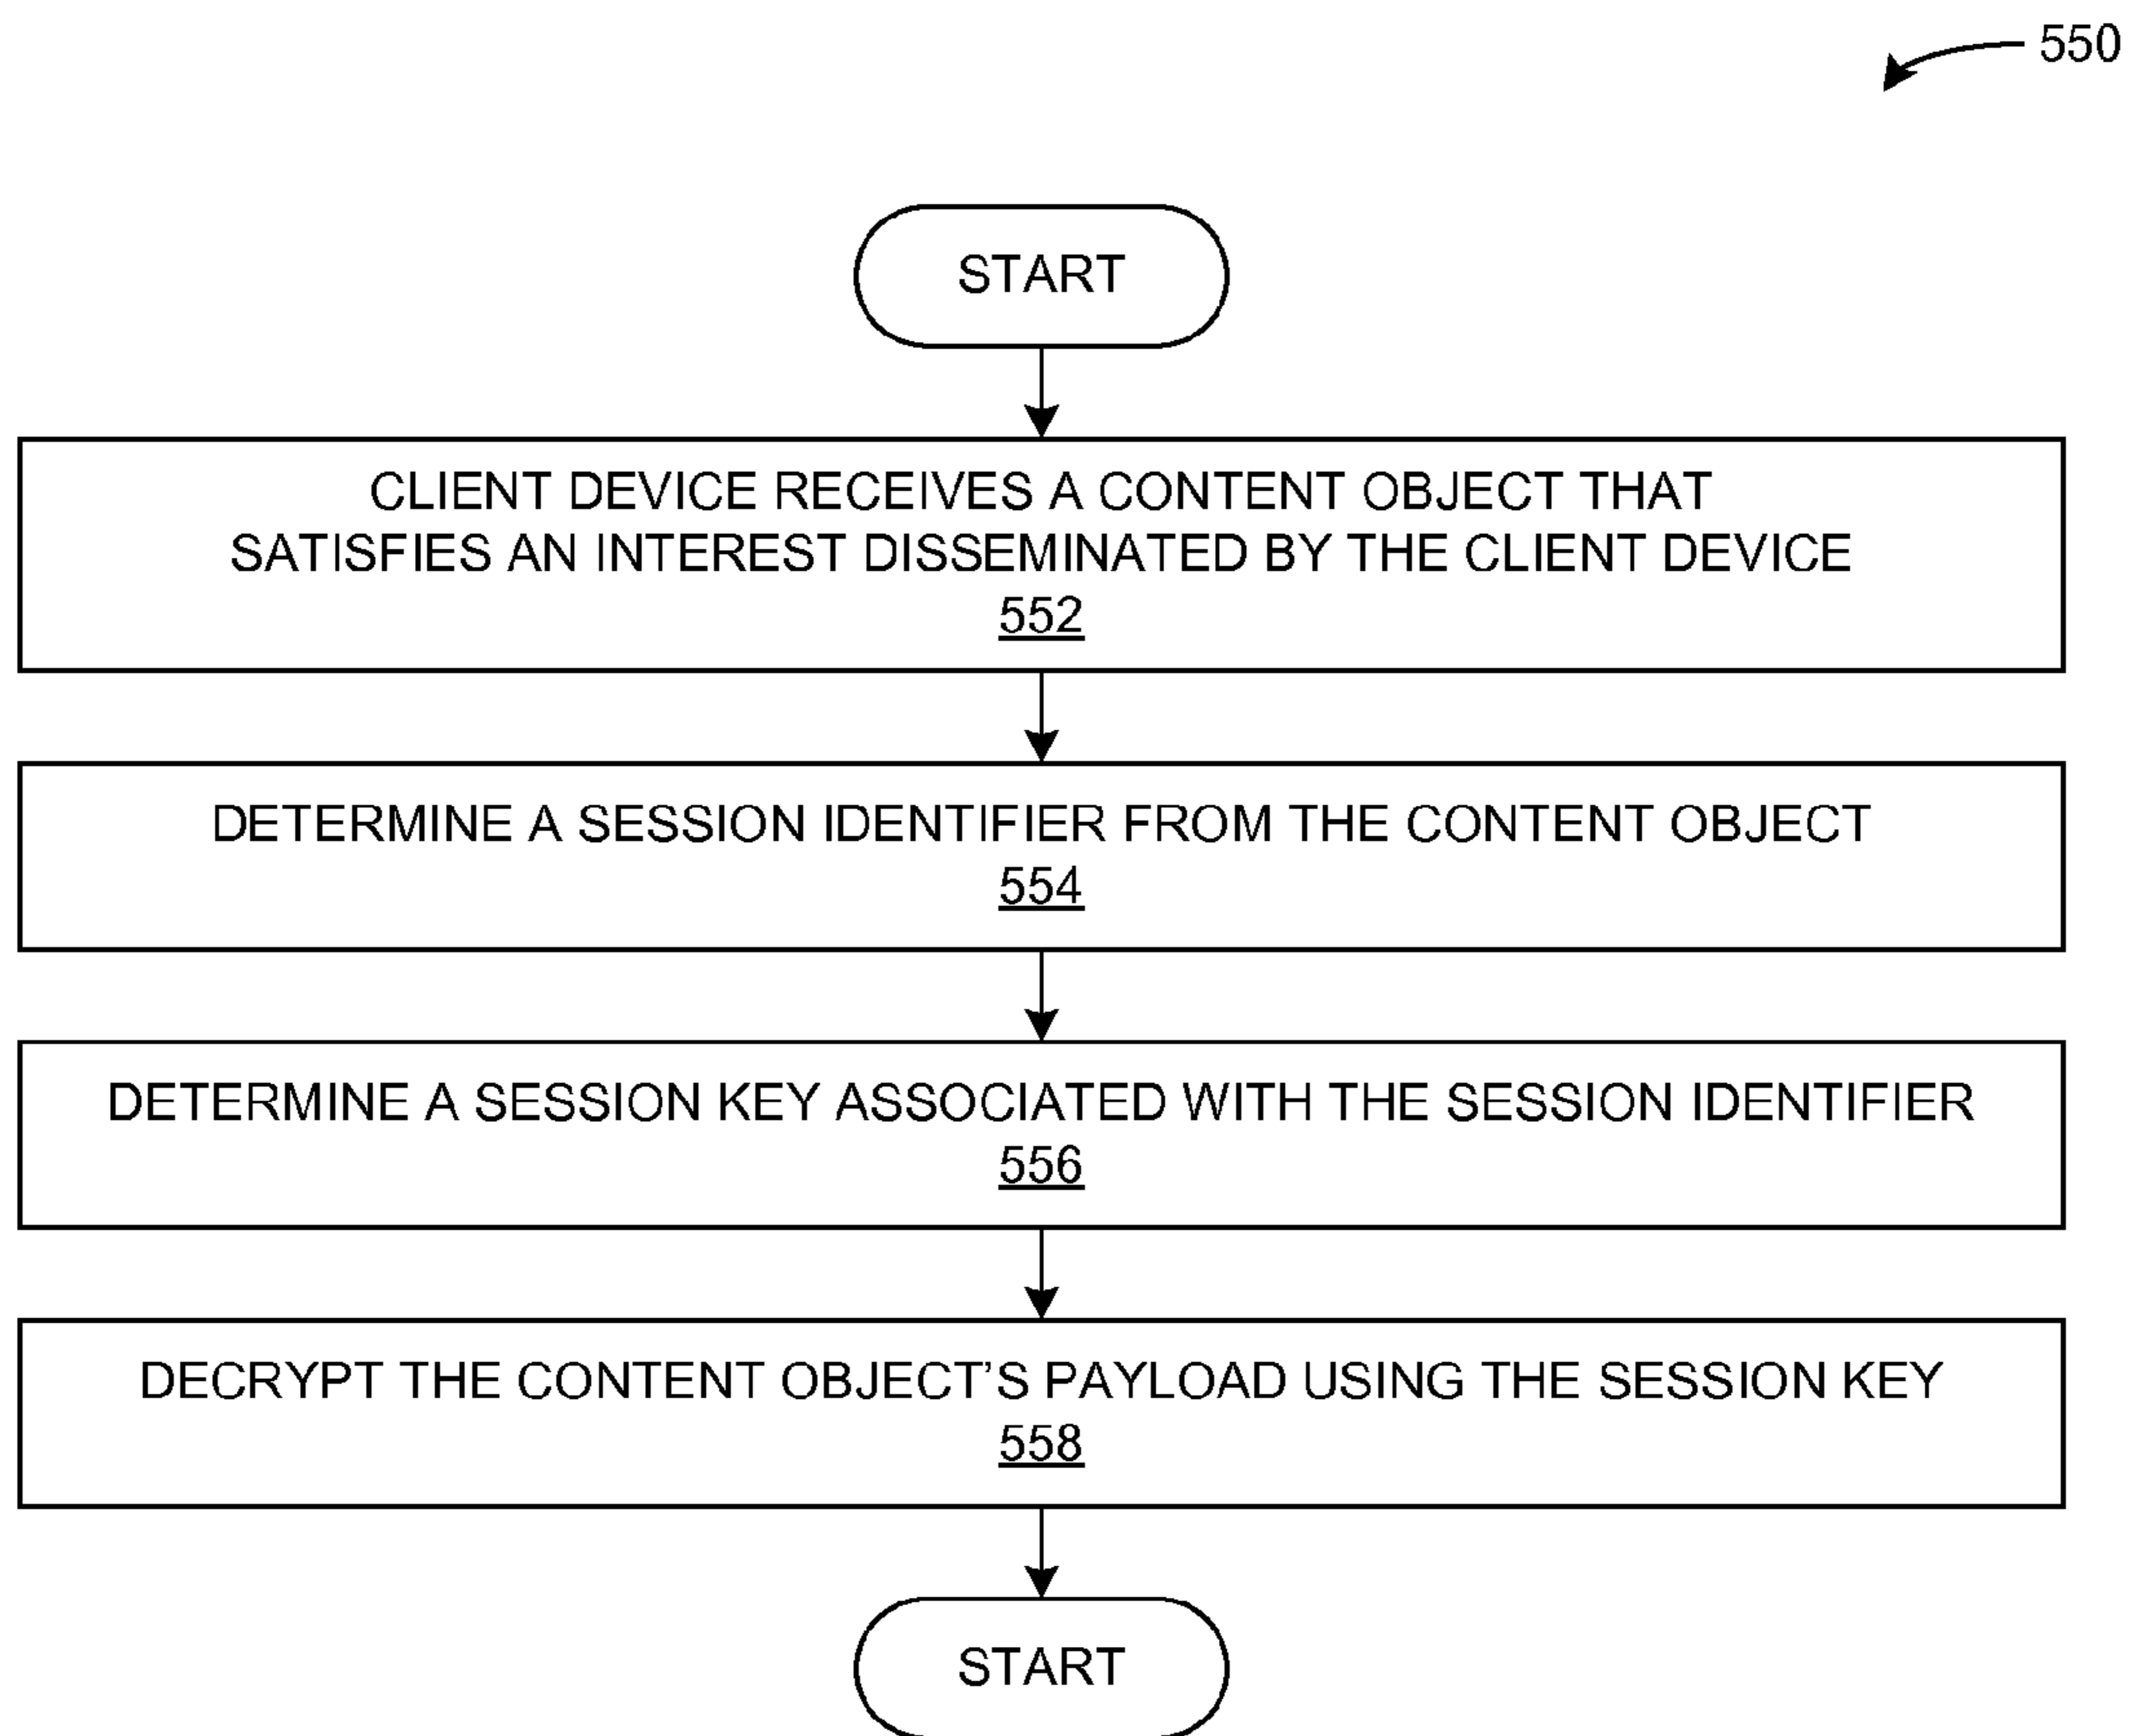 550
START
CLIENT DEVICE RECEIVES A CONTENT OBJECT THAT
SATISFIES AN INTEREST DISSEMINATED BY THE CLIENT DEVICE
552
DETERMINE A SESSION IDENTIFIER FROM THE CONTENT OBJECT
554
DETERMINE A SESSION KEY ASSOCIATED WITH THE SESSION IDENTIFIER
556
DECRYPT THE CONTENT OBJECT’S PAYLOAD USING THE SESSION KEY
558
START